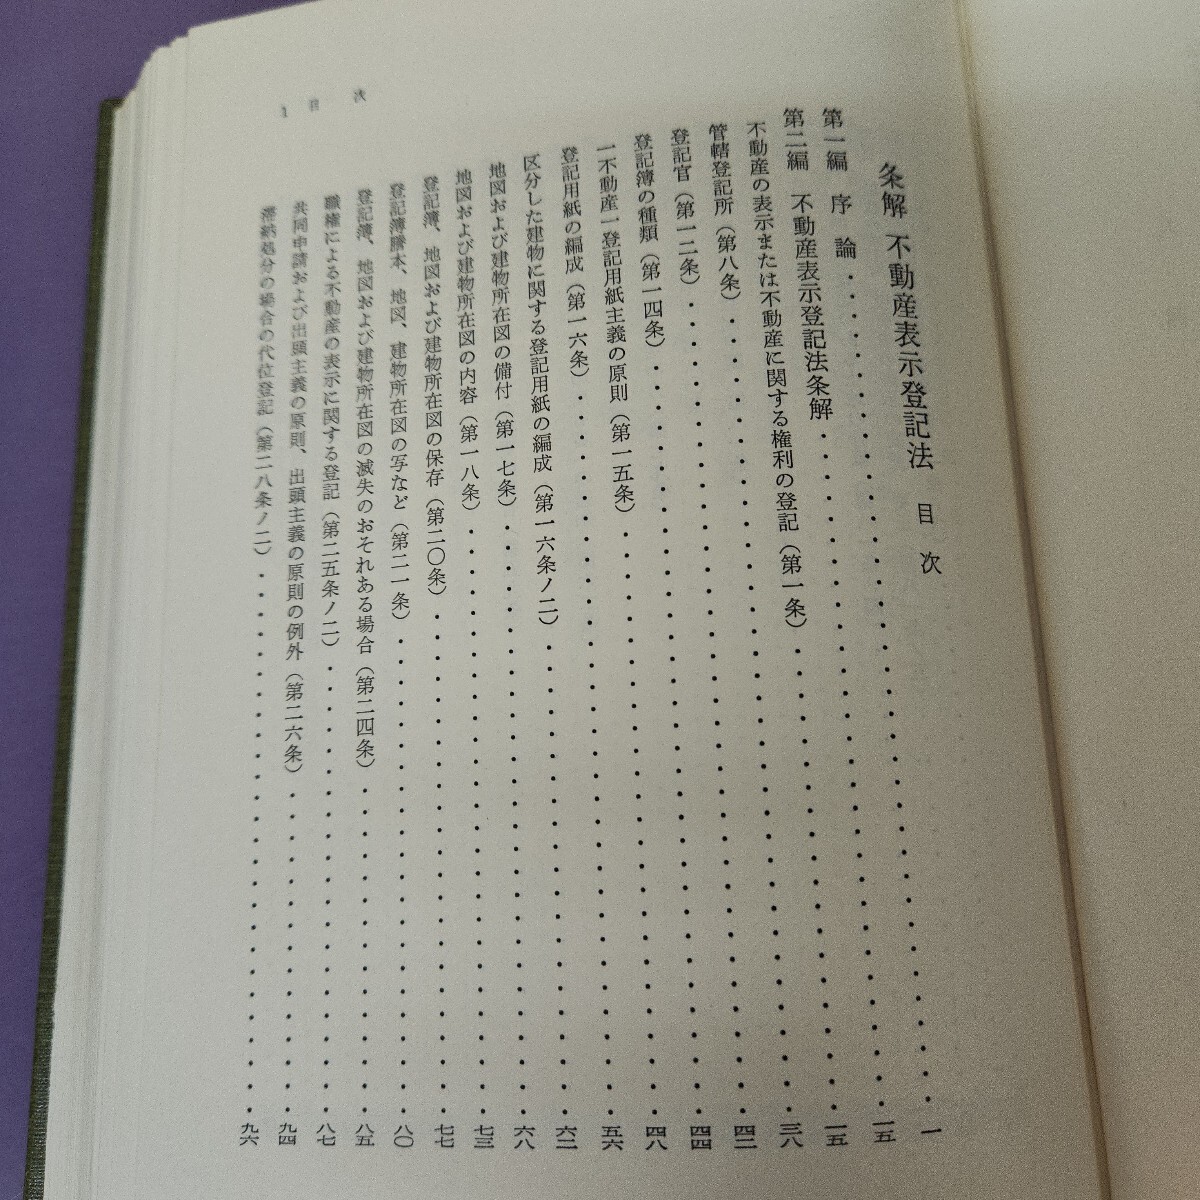 条解 不動産表示登記法 目次
第一編 序論・・・・・・・・・・・・・・・・・・・・一
第二編 不動産表示登記法条解・・・・・・・・・・・・・・・・・・・・一五
不動産の表示または不動産に関する権利の登記(第一条)・・・・・・・・・・・・・・・・・・・・一五
管轄登記所(第八条)・・・・・・・・・・・・・・・・・・・・三八
登記官(第一二条)・・・・・・・・・・・・・・・・・・・・四二
登記簿の種類(第一四条)・・・・・・・・・・・・・・・・・・・・四四
一不動産一登記用紙主義の原則(第一五条)・・・・・・・・・・・・・・・・・・・・四八
登記用紙の編成(第一六条)・・・・・・・・・・・・・・・・・・・・五六
区分した建物に関する登記用紙の編成(第一六条ノ二)・・・・・・・・・・・・・・・・・・・・六二
地図および建物所在図の備付(第一七条)・・・・・・・・・・・・・・・・・・・・六八
地図および建物所在図の内容(第一八条)・・・・・・・・・・・・・・・・・・・・七三
登記簿、地図および建物所在図の保存(第二〇条)・・・・・・・・・・・・・・・・・・・・七七
登記簿謄本、地図、建物所在図の写など(第二一条)・・・・・・・・・・・・・・・・・・・・八〇
登記簿、地図および建物所在図の滅失のおそれある場合(第二四条)・・・・・・・・・・・・・・・八五
職権による不動産の表示に関する登記(第二五条ノ二)・・・・・・・・・・・・・・・・・・・・八七
共同申請および出頭主義の原則、出頭主義の原則の例外(第二六条)・・・・・・・・・・・・・・・九四
滞納処分の場合の代位登記(第二八条ノ二)・・・・・・・・・・・・・・・・・・・・九六
1 目 次